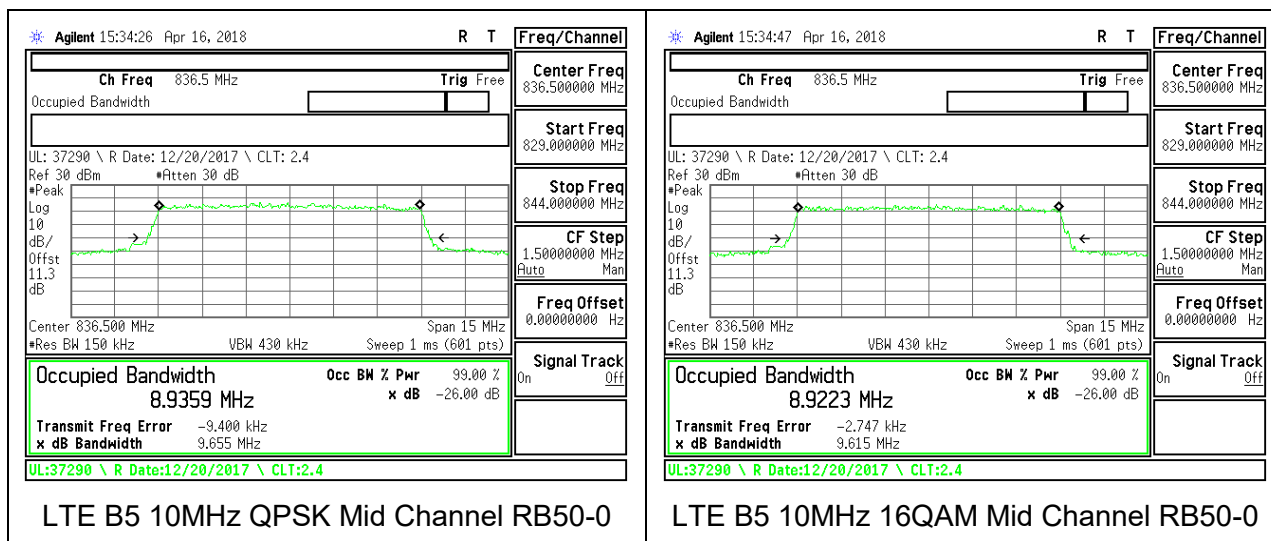 Agilent 15:34:26 Apr 16, 2018 R T
Freq/Channel
Ch Freq 836.5 MHz Trig Free
Occupied Bandwidth
Center Freq
836.500000 MHz
Start Freq
829.000000 MHz
UL: 37290 \ R Date: 12/20/2017 \ CLT: 2.4
Ref 30 dBm #Atten 30 dB
#Peak
Log
10
dB/
Offst
11.3
dB
Stop Freq
844.000000 MHz
CF Step
1.50000000 MHz
Auto Man
Freq Offset
0.00000000 Hz
Center 836.500 MHz Span 15 MHz
#Res BW 150 kHz VBW 430 kHz Sweep 1 ms (601 pts)
Signal Track
On Off
Occupied Bandwidth Occ BW % Pwr 99.00 %
8.9359 MHz x dB -26.00 dB
Transmit Freq Error -9.400 kHz
x dB Bandwidth 9.655 MHz
UL:37290 \ R Date:12/20/2017 \ CLT:2.4
LTE B5 10MHz QPSK Mid Channel RB50-0
Agilent 15:34:47 Apr 16, 2018 R T
Freq/Channel
Ch Freq 836.5 MHz Trig Free
Occupied Bandwidth
Center Freq
836.500000 MHz
Start Freq
829.000000 MHz
UL: 37290 \ R Date: 12/20/2017 \ CLT: 2.4
Ref 30 dBm #Atten 30 dB
#Peak
Log
10
dB/
Offst
11.3
dB
Stop Freq
844.000000 MHz
CF Step
1.50000000 MHz
Auto Man
Freq Offset
0.00000000 Hz
Center 836.500 MHz Span 15 MHz
#Res BW 150 kHz VBW 430 kHz Sweep 1 ms (601 pts)
Signal Track
On Off
Occupied Bandwidth Occ BW % Pwr 99.00 %
8.9223 MHz x dB -26.00 dB
Transmit Freq Error -2.747 kHz
x dB Bandwidth 9.615 MHz
UL:37290 \ R Date:12/20/2017 \ CLT:2.4
LTE B5 10MHz 16QAM Mid Channel RB50-0